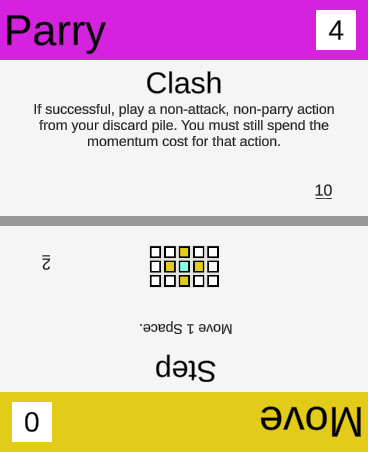 Parry
4
Clash
If successful, play a non-attack, non-parry action
from your discard pile. You must still spend the
momentum cost for that action.
10
2
Move 1 Space.
Step
0
Move